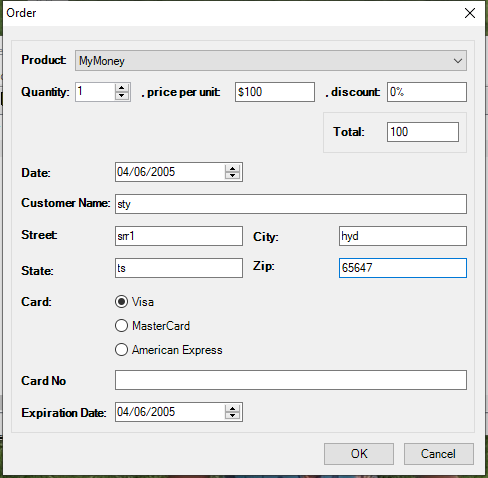 Order
Product: MyMoney
Quantity: 1 , price per unit: $100 , discount: 0%
Total: 100
Date: 04/06/2005
Customer Name: sty
Street: srr1 City: hyd
State: ts Zip: 65647
Card: Visa
MasterCard
American Express
Card No
Expiration Date: 04/06/2005
OK Cancel